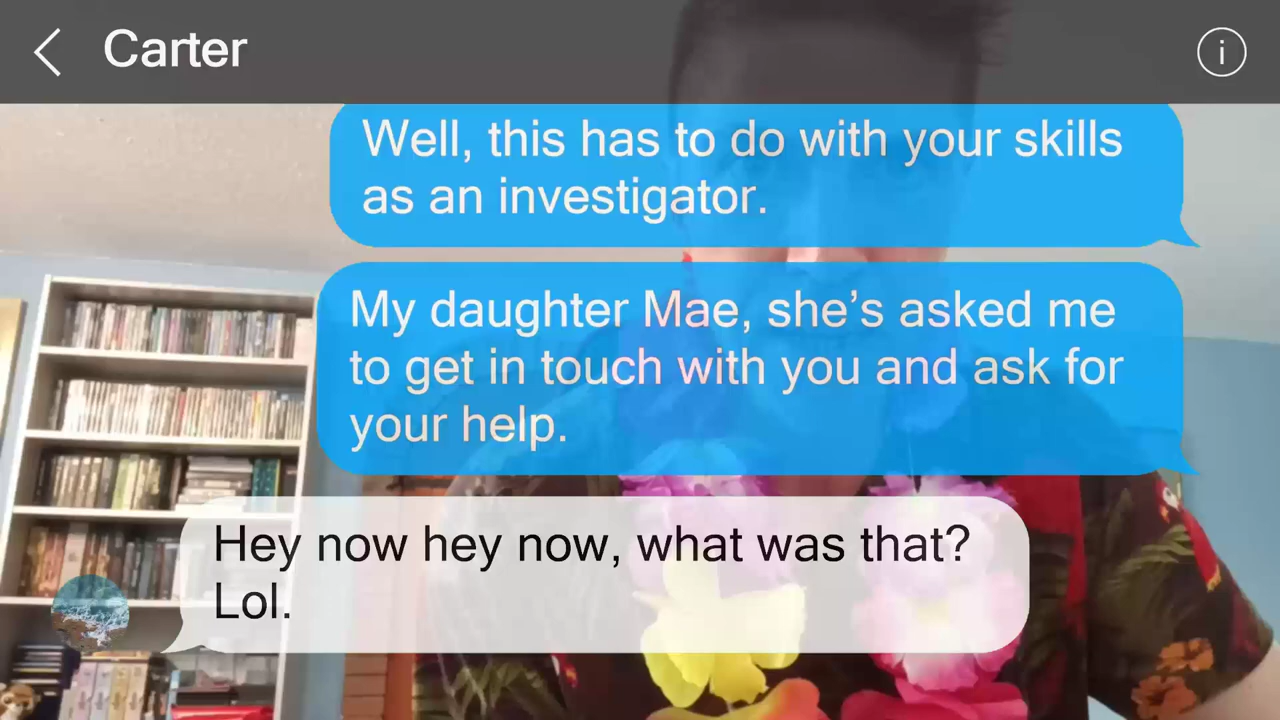 Carter
Well, this has to do with your skills
as an investigator.
My daughter Mae, she’s asked me
to get in touch with you and ask for
your help.
Hey now hey now, what was that?
Lol.